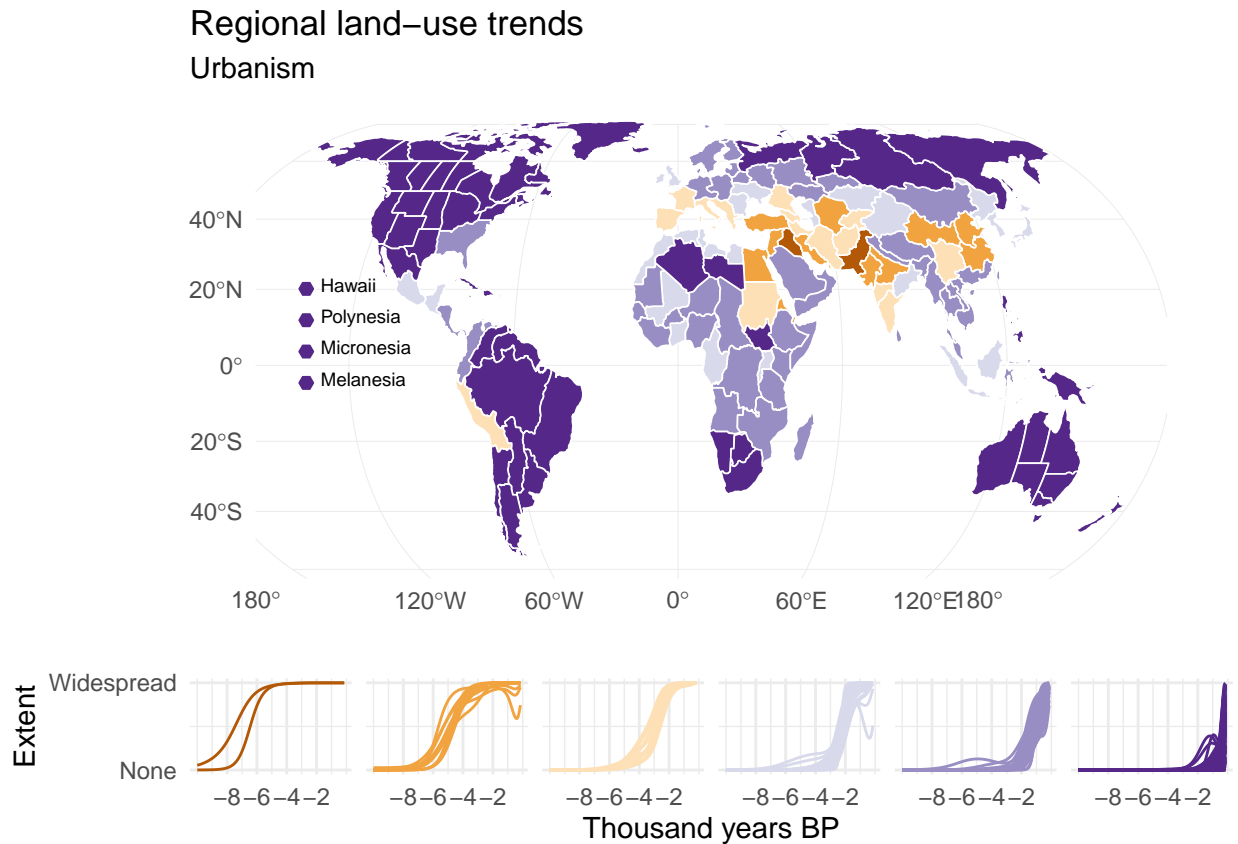 Regional land−use trends
Urbanism
40°N
20°N
0°
20°S
40°S
Hawaii
Polynesia
Micronesia
Melanesia
180° 120°W 60°W 0° 60°E 120°E 180°
Extent
Widespread
None
−8 −6 −4 −2 −8 −6 −4 −2 −8 −6 −4 −2 −8 −6 −4 −2 −8 −6 −4 −2 −8 −6 −4 −2
Thousand years BP